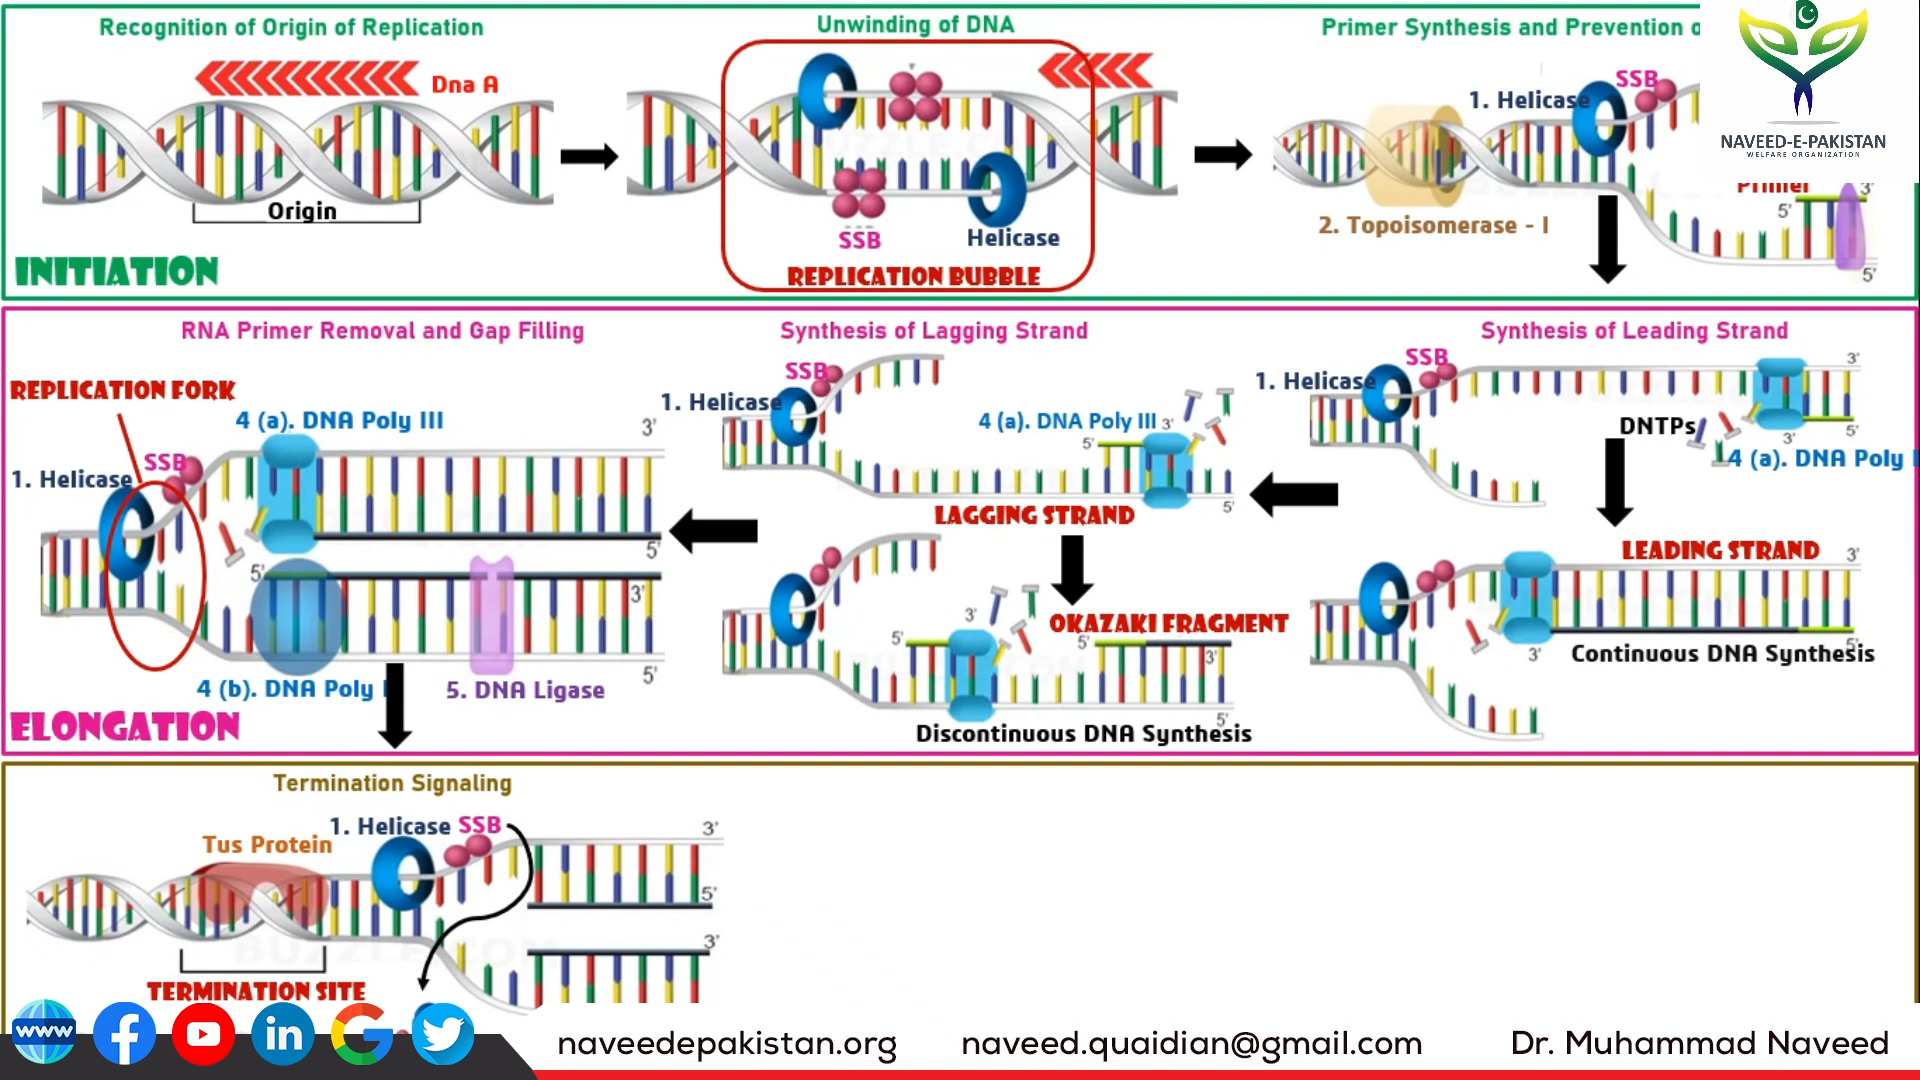 Recognition of Origin of Replication
Dna A
Origin
INITIATION
Unwinding of DNA
SSB
Helicase
REPLICATION BUBBLE
Primer Synthesis and Prevention o
1. Helicase
SSB
2. Topoisomerase - I
Primer
3'
5'
5'
NAVEED-E-PAKISTAN
WELFARE ORGANIZATION
Synthesis of Leading Strand
SSB
1. Helicase
3'
DNTPs
3'
5'
4 (a). DNA Poly
LEADING STRAND
3'
3'
5'
Continuous DNA Synthesis
Synthesis of Lagging Strand
SSB
1. Helicase
4 (a). DNA Poly III
3'
5'
5'
LAGGING STRAND
3'
5'
OKAZAKI FRAGMENT
5'
3'
5'
Discontinuous DNA Synthesis
RNA Primer Removal and Gap Filling
REPLICATION FORK
4 (a). DNA Poly III
3'
SSB
1. Helicase
5'
5'
3'
5'
4 (b). DNA Poly
5. DNA Ligase
ELONGATION
Termination Signaling
1. Helicase
SSB
3'
Tus Protein
5'
3'
TERMINATION SITE
www
in
naveedepakistan.org
naveed.quaidian@gmail.com
Dr. Muhammad Naveed